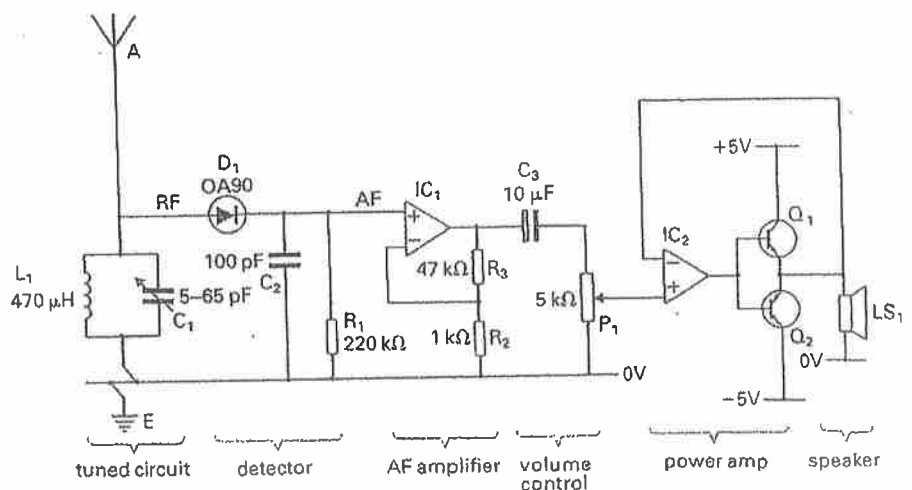 A
D₁
OA90
RF
AF
IC₁
C₃
10 µF
+5V
Q₁
IC₂
L₁
470 µH
5–65 pF
C₁
100 pF
C₂
R₁
220 kΩ
47 kΩ
R₃
1 kΩ
R₂
5 kΩ
P₁
Q₂
LS₁
0V
0V
−5V
E
tuned circuit
detector
AF amplifier
volume
control
power amp
speaker